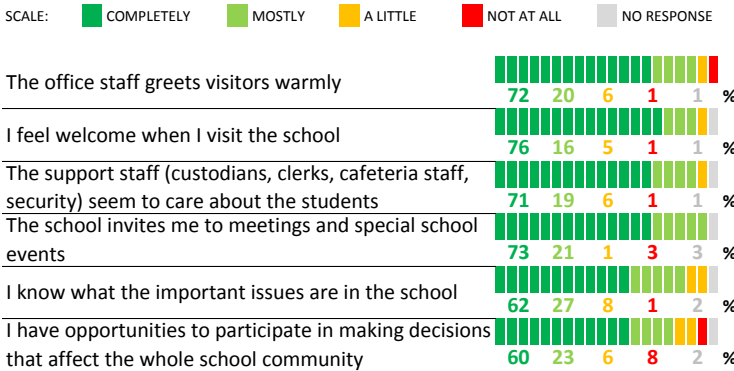 SCALE: COMPLETELY MOSTLY A LITTLE NOT AT ALL NO RESPONSE
The office staff greets visitors warmly
72 20 6 1 1 %
I feel welcome when I visit the school
76 16 5 1 1 %
The support staff (custodians, clerks, cafeteria staff,
security) seem to care about the students
71 19 6 1 1 %
The school invites me to meetings and special school
events
73 21 1 3 3 %
I know what the important issues are in the school
62 27 8 1 2 %
I have opportunities to participate in making decisions
that affect the whole school community
60 23 6 8 2 %